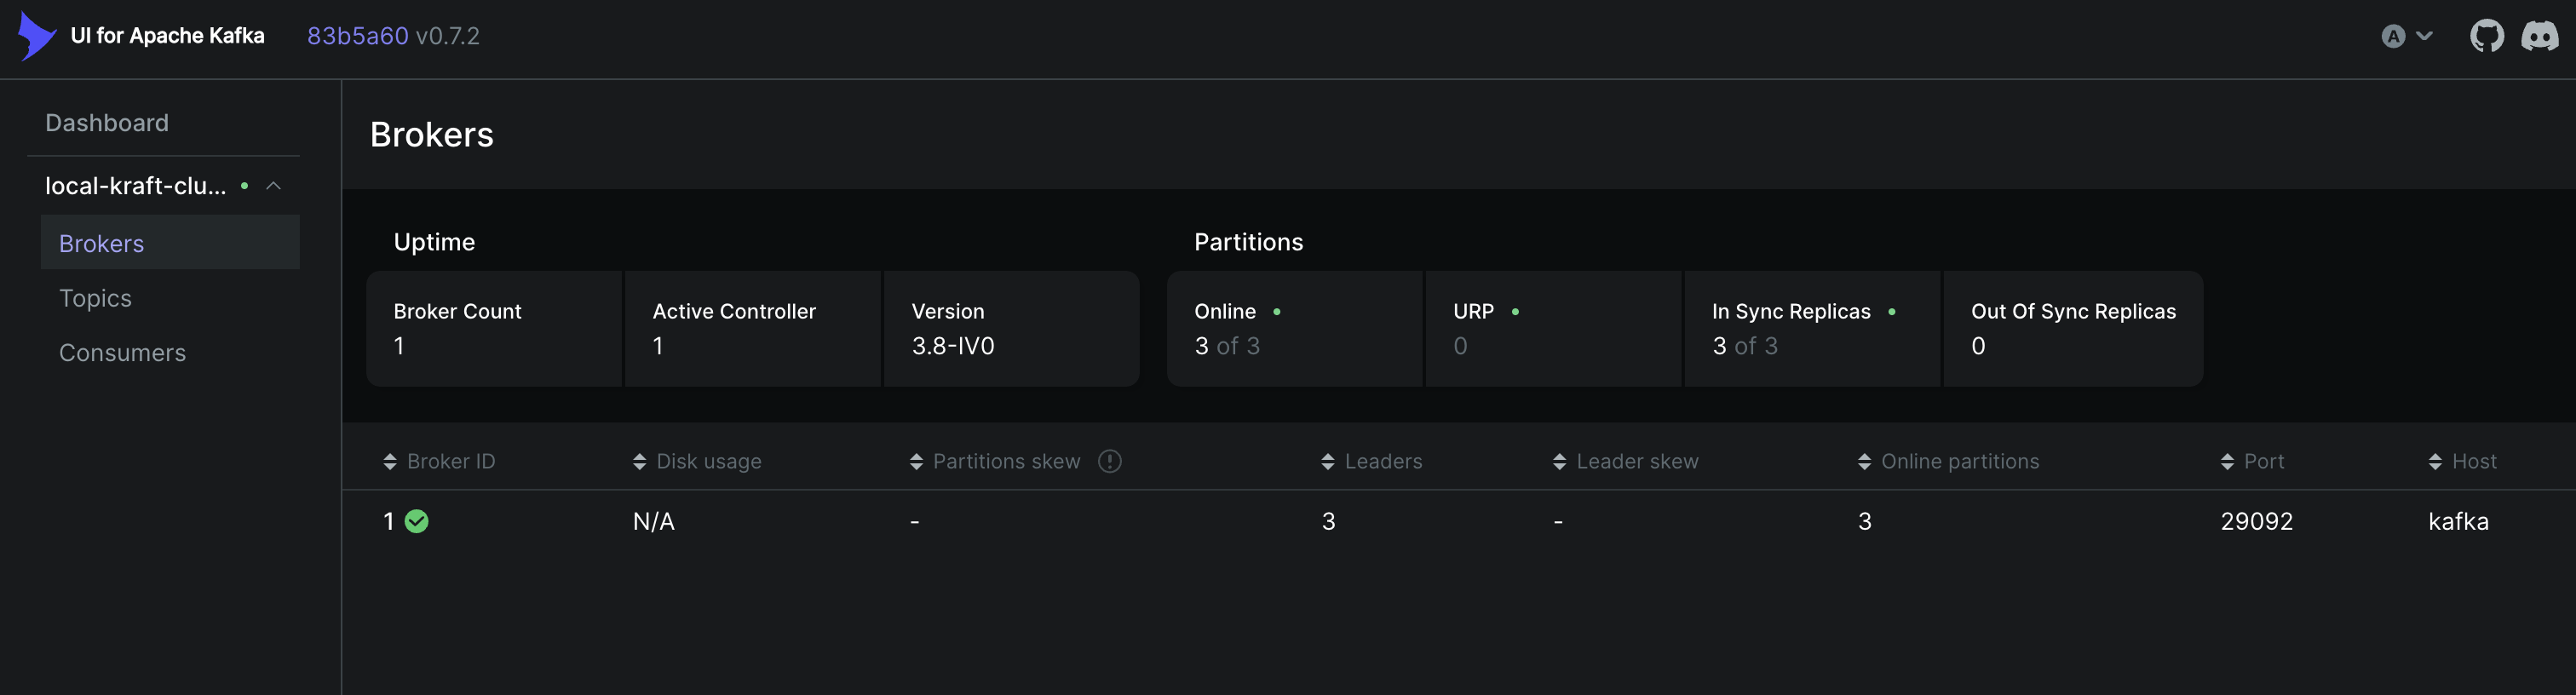 UI for Apache Kafka 83b5a60 v0.7.2 A
Dashboard
local-kraft-clu...
Brokers
Topics
Consumers
Brokers
Uptime
Broker Count
1
Active Controller
1
Version
3.8-IV0
Partitions
Online
3 of 3
URP
0
In Sync Replicas
3 of 3
Out Of Sync Replicas
0
Broker ID Disk usage Partitions skew Leaders Leader skew Online partitions Port Host
1 N/A - 3 - 3 29092 kafka